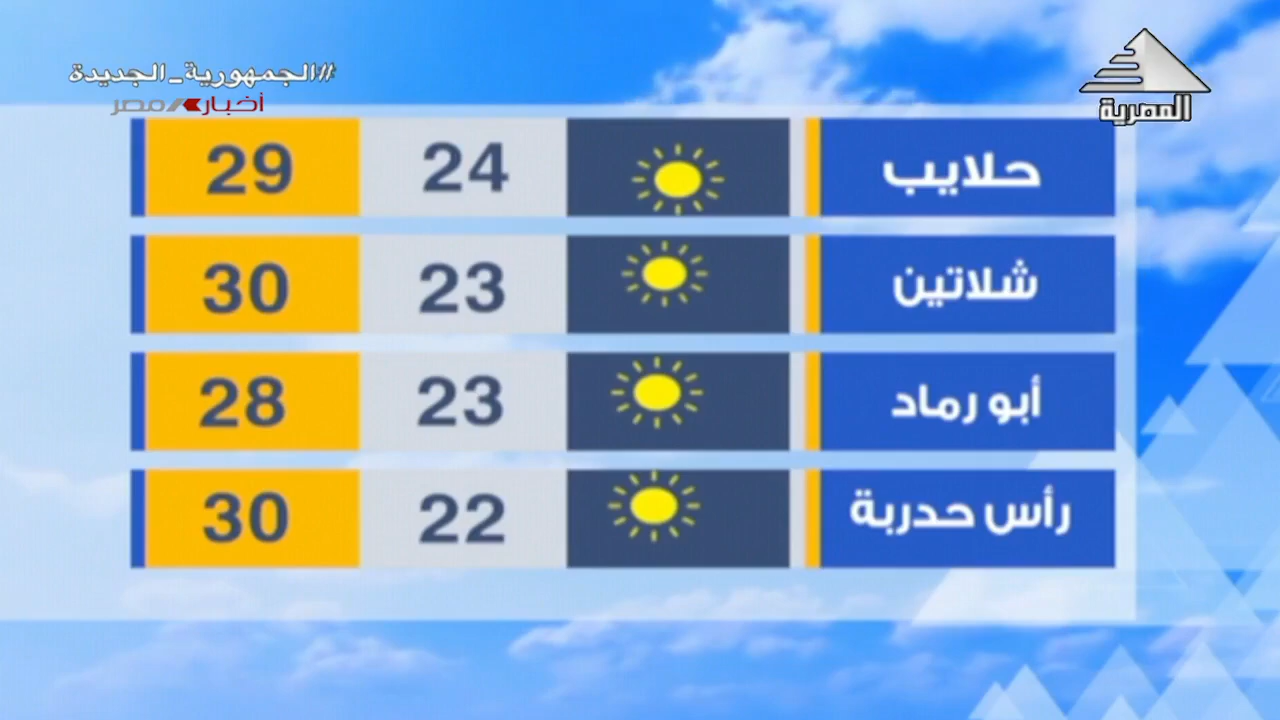 #الجمهورية_الجديدة
أخبار مصر
المصرية
حلايب 24 29
شلاتين 23 30
أبو رماد 23 28
رأس حدربة 22 30